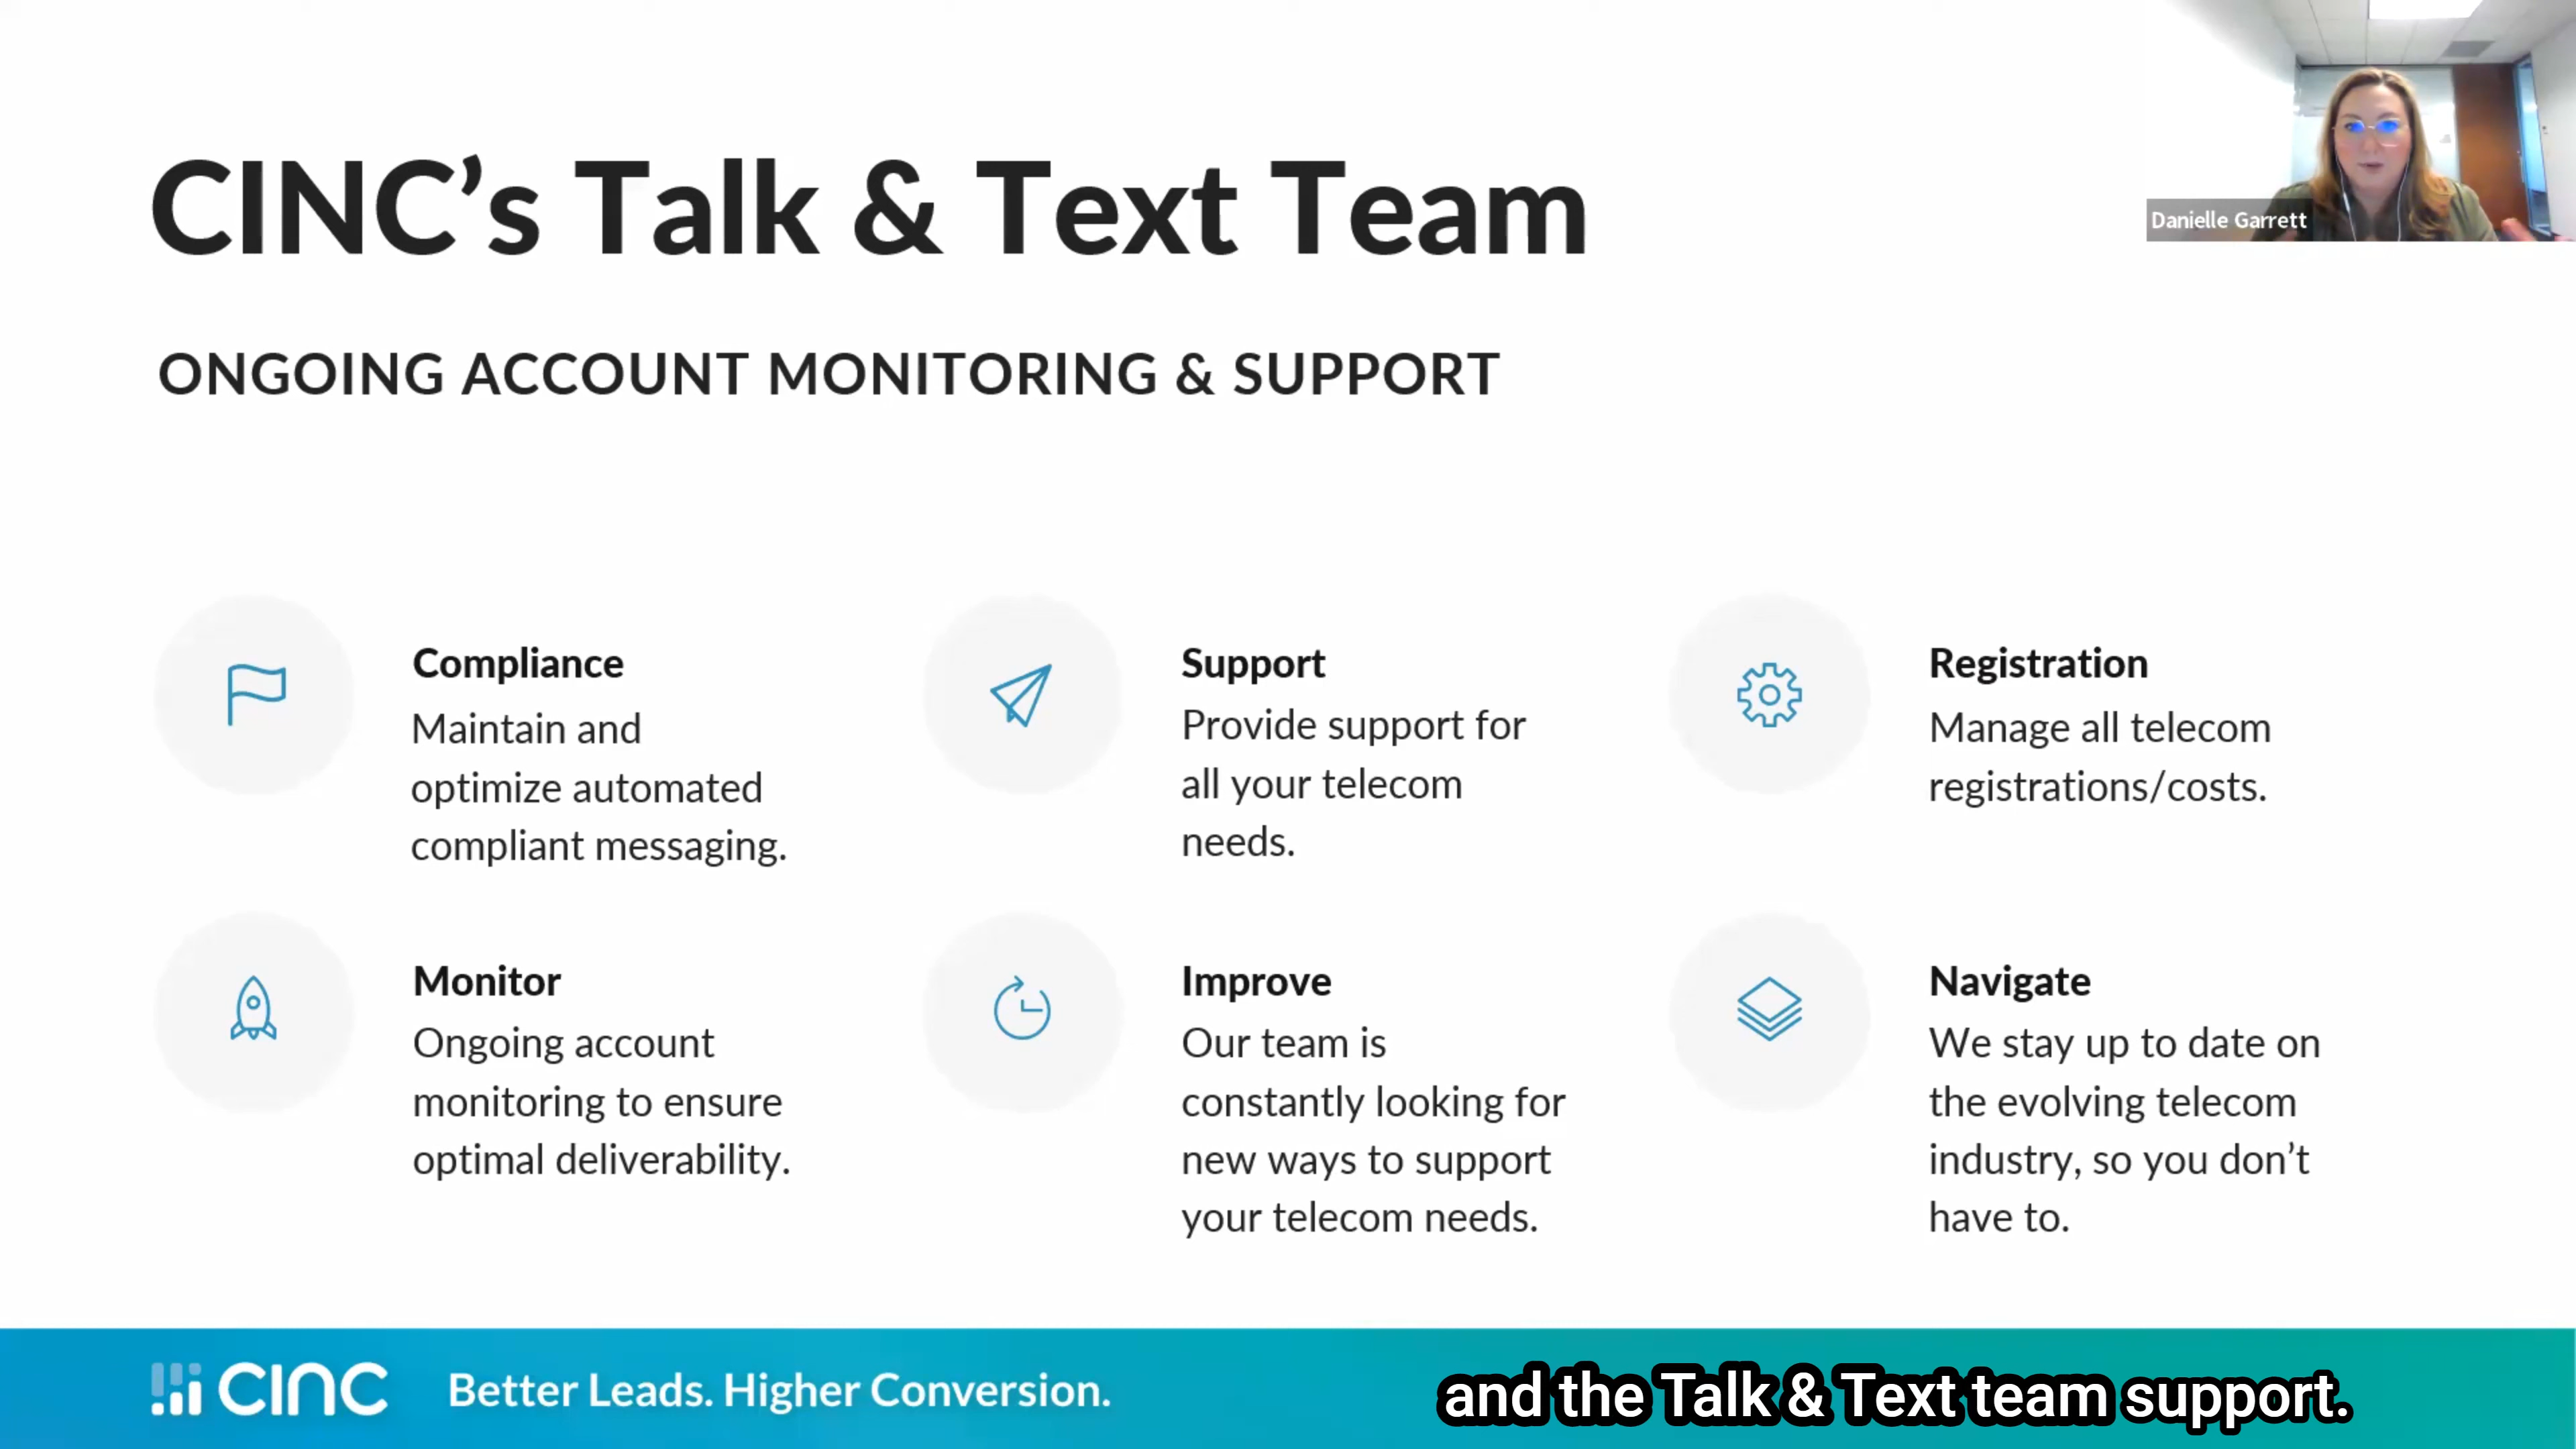 CINC’s Talk & Text Team
Danielle Garrett
ONGOING ACCOUNT MONITORING & SUPPORT
Compliance
Maintain and
optimize automated
compliant messaging.
Support
Provide support for
all your telecom
needs.
Registration
Manage all telecom
registrations/costs.
Monitor
Ongoing account
monitoring to ensure
optimal deliverability.
Improve
Our team is
constantly looking for
new ways to support
your telecom needs.
Navigate
We stay up to date on
the evolving telecom
industry, so you don’t
have to.
CINC
Better Leads. Higher Conversion.
and the Talk & Text team support.